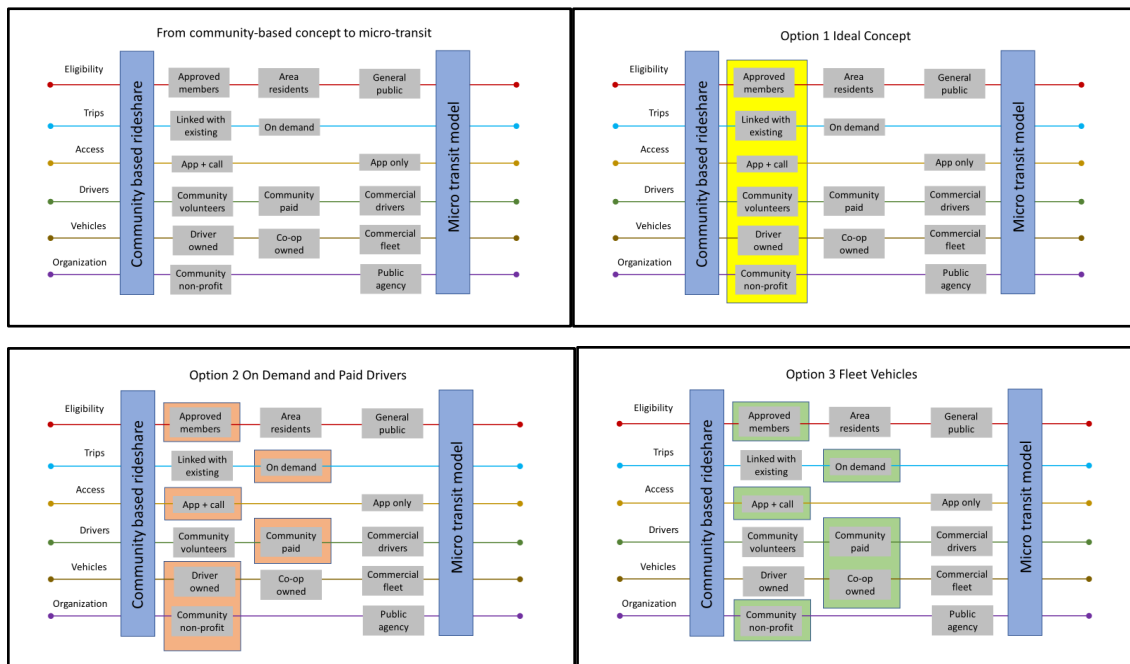 From community-based concept to micro-transit
Eligibility
Trips
Access
Drivers
Vehicles
Organization
Community based rideshare
Approved
members
Area
residents
General
public
Linked with
existing
On demand
App + call
App only
Community
volunteers
Community
paid
Commercial
drivers
Driver
owned
Co-op
owned
Commercial
fleet
Community
non-profit
Public
agency
Micro transit model
Option 1 Ideal Concept
Eligibility
Trips
Access
Drivers
Vehicles
Organization
Community based rideshare
Approved
members
Area
residents
General
public
Linked with
existing
On demand
App + call
App only
Community
volunteers
Community
paid
Commercial
drivers
Driver
owned
Co-op
owned
Commercial
fleet
Community
non-profit
Public
agency
Micro transit model
Option 2 On Demand and Paid Drivers
Eligibility
Trips
Access
Drivers
Vehicles
Organization
Community based rideshare
Approved
members
Area
residents
General
public
Linked with
existing
On demand
App + call
App only
Community
volunteers
Community
paid
Commercial
drivers
Driver
owned
Co-op
owned
Commercial
fleet
Community
non-profit
Public
agency
Micro transit model
Option 3 Fleet Vehicles
Eligibility
Trips
Access
Drivers
Vehicles
Organization
Community based rideshare
Approved
members
Area
residents
General
public
Linked with
existing
On demand
App + call
App only
Community
volunteers
Community
paid
Commercial
drivers
Driver
owned
Co-op
owned
Commercial
fleet
Community
non-profit
Public
agency
Micro transit model